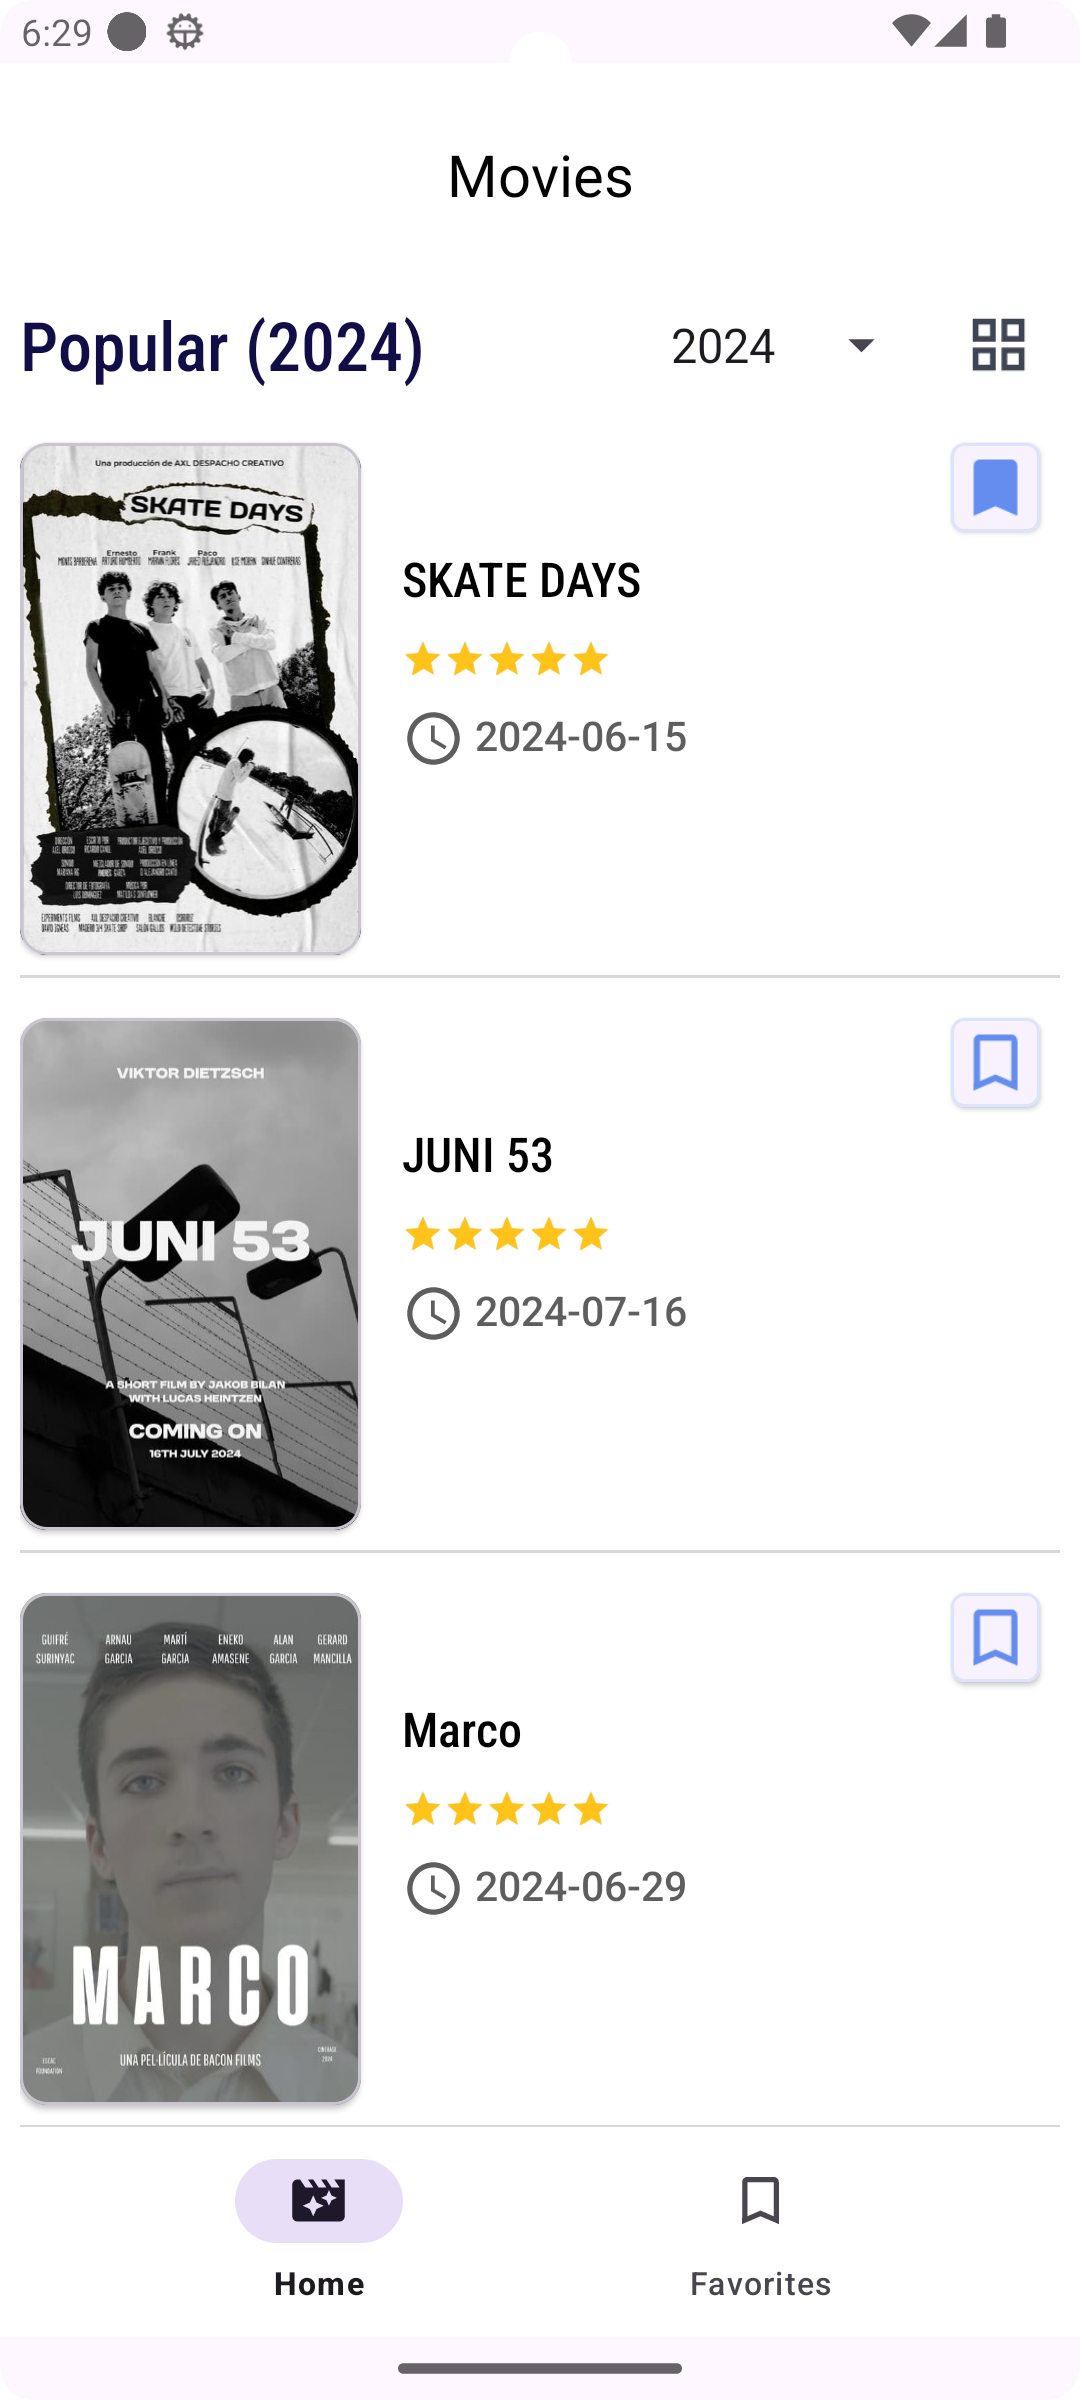 6:29
Movies
Popular (2024)
2024
Una producción de AXL DESPACHO CREATIVO
SKATE DAYS
Ernesto Frank Paco
SKATE DAYS
2024-06-15
VIKTOR DIETZSCH
JUNI 53
A SHORT FILM BY JAKOB BILAN
WITH LUCAS HEINTZEN
COMING ON
16TH JULY 2024
JUNI 53
2024-07-16
GUIFRÉ ARNAU MARTÍ ENEKO ALAN GERARD
SURINYAC GARCIA GARCIA AMASENE GARCIA MANCILLA
MARCO
UNA PEL·LÍCULA DE BACON FILMS
ESCAC
FOUNDATION
Marco
2024-06-29
Home
Favorites